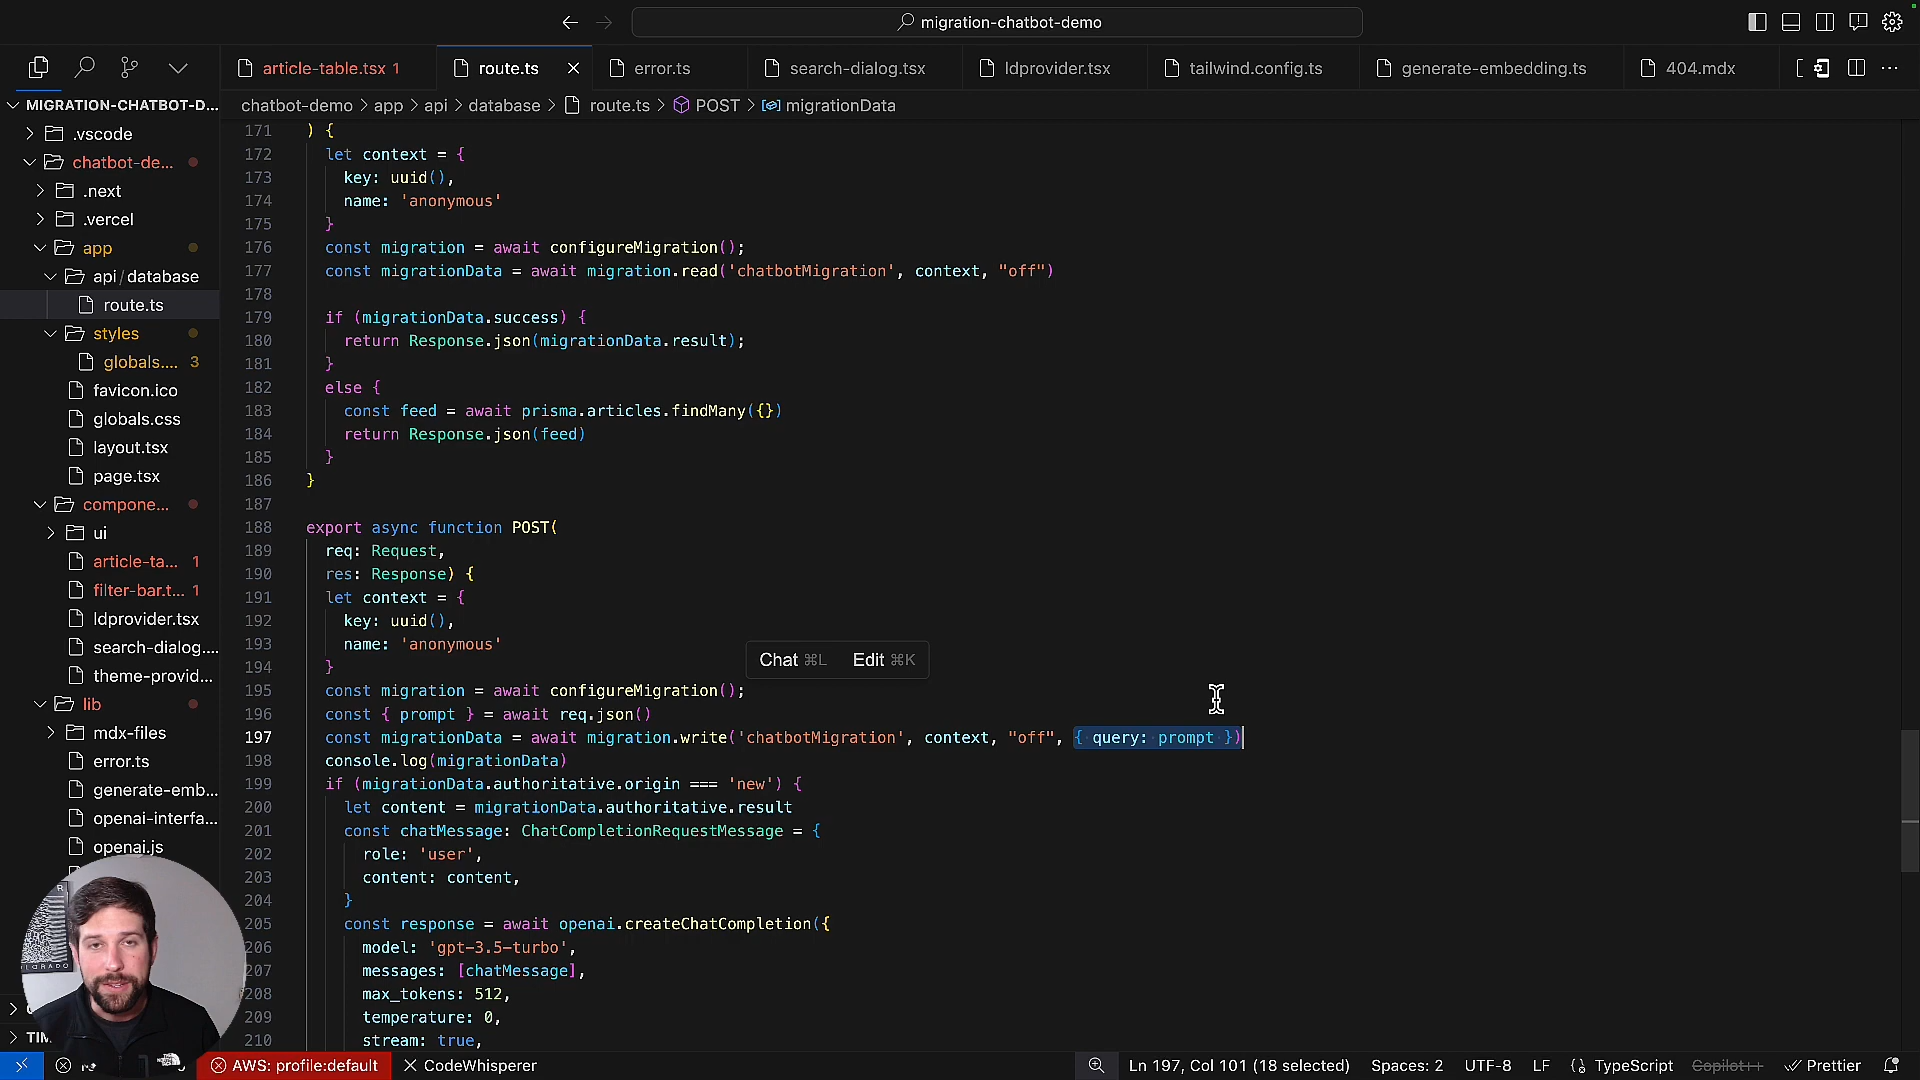 migration-chatbot-demo
article-table.tsx 1
route.ts
error.ts
search-dialog.tsx
ldprovider.tsx
tailwind.config.ts
generate-embedding.ts
404.mdx
MIGRATION-CHATBOT-D...
chatbot-demo > app > api > database > route.ts > POST > migrationData
.vscode
chatbot-de...
.next
.vercel
app
api/database
route.ts
styles
globals.... 3
favicon.ico
globals.css
layout.tsx
page.tsx
compone...
ui
article-ta... 1
filter-bar.t... 1
ldprovider.tsx
search-dialog....
theme-provid...
lib
mdx-files
error.ts
generate-emb...
openai-interfa...
openai.js
171 ) {
172 let context = {
173 key: uuid(),
174 name: 'anonymous'
175 }
176 const migration = await configureMigration();
177 const migrationData = await migration.read('chatbotMigration', context, "off")
178
179 if (migrationData.success) {
180 return Response.json(migrationData.result);
181 }
182 else {
183 const feed = await prisma.articles.findMany({})
184 return Response.json(feed)
185 }
186 }
187
188 export async function POST(
189 req: Request,
190 res: Response) {
191 let context = {
192 key: uuid(),
193 name: 'anonymous'
194 }
Chat ⌘L Edit ⌘K
195 const migration = await configureMigration();
196 const { prompt } = await req.json()
197 const migrationData = await migration.write('chatbotMigration', context, "off", { query: prompt })
198 console.log(migrationData)
199 if (migrationData.authoritative.origin === 'new') {
200 let content = migrationData.authoritative.result
201 const chatMessage: ChatCompletionRequestMessage = {
202 role: 'user',
203 content: content,
204 }
205 const response = await openai.createChatCompletion({
206 model: 'gpt-3.5-turbo',
207 messages: [chatMessage],
208 max_tokens: 512,
209 temperature: 0,
210 stream: true,
TIM
AWS: profile:default
CodeWhisperer
Ln 197, Col 101 (18 selected)
Spaces: 2
UTF-8
LF
{} TypeScript
Copilot++
Prettier